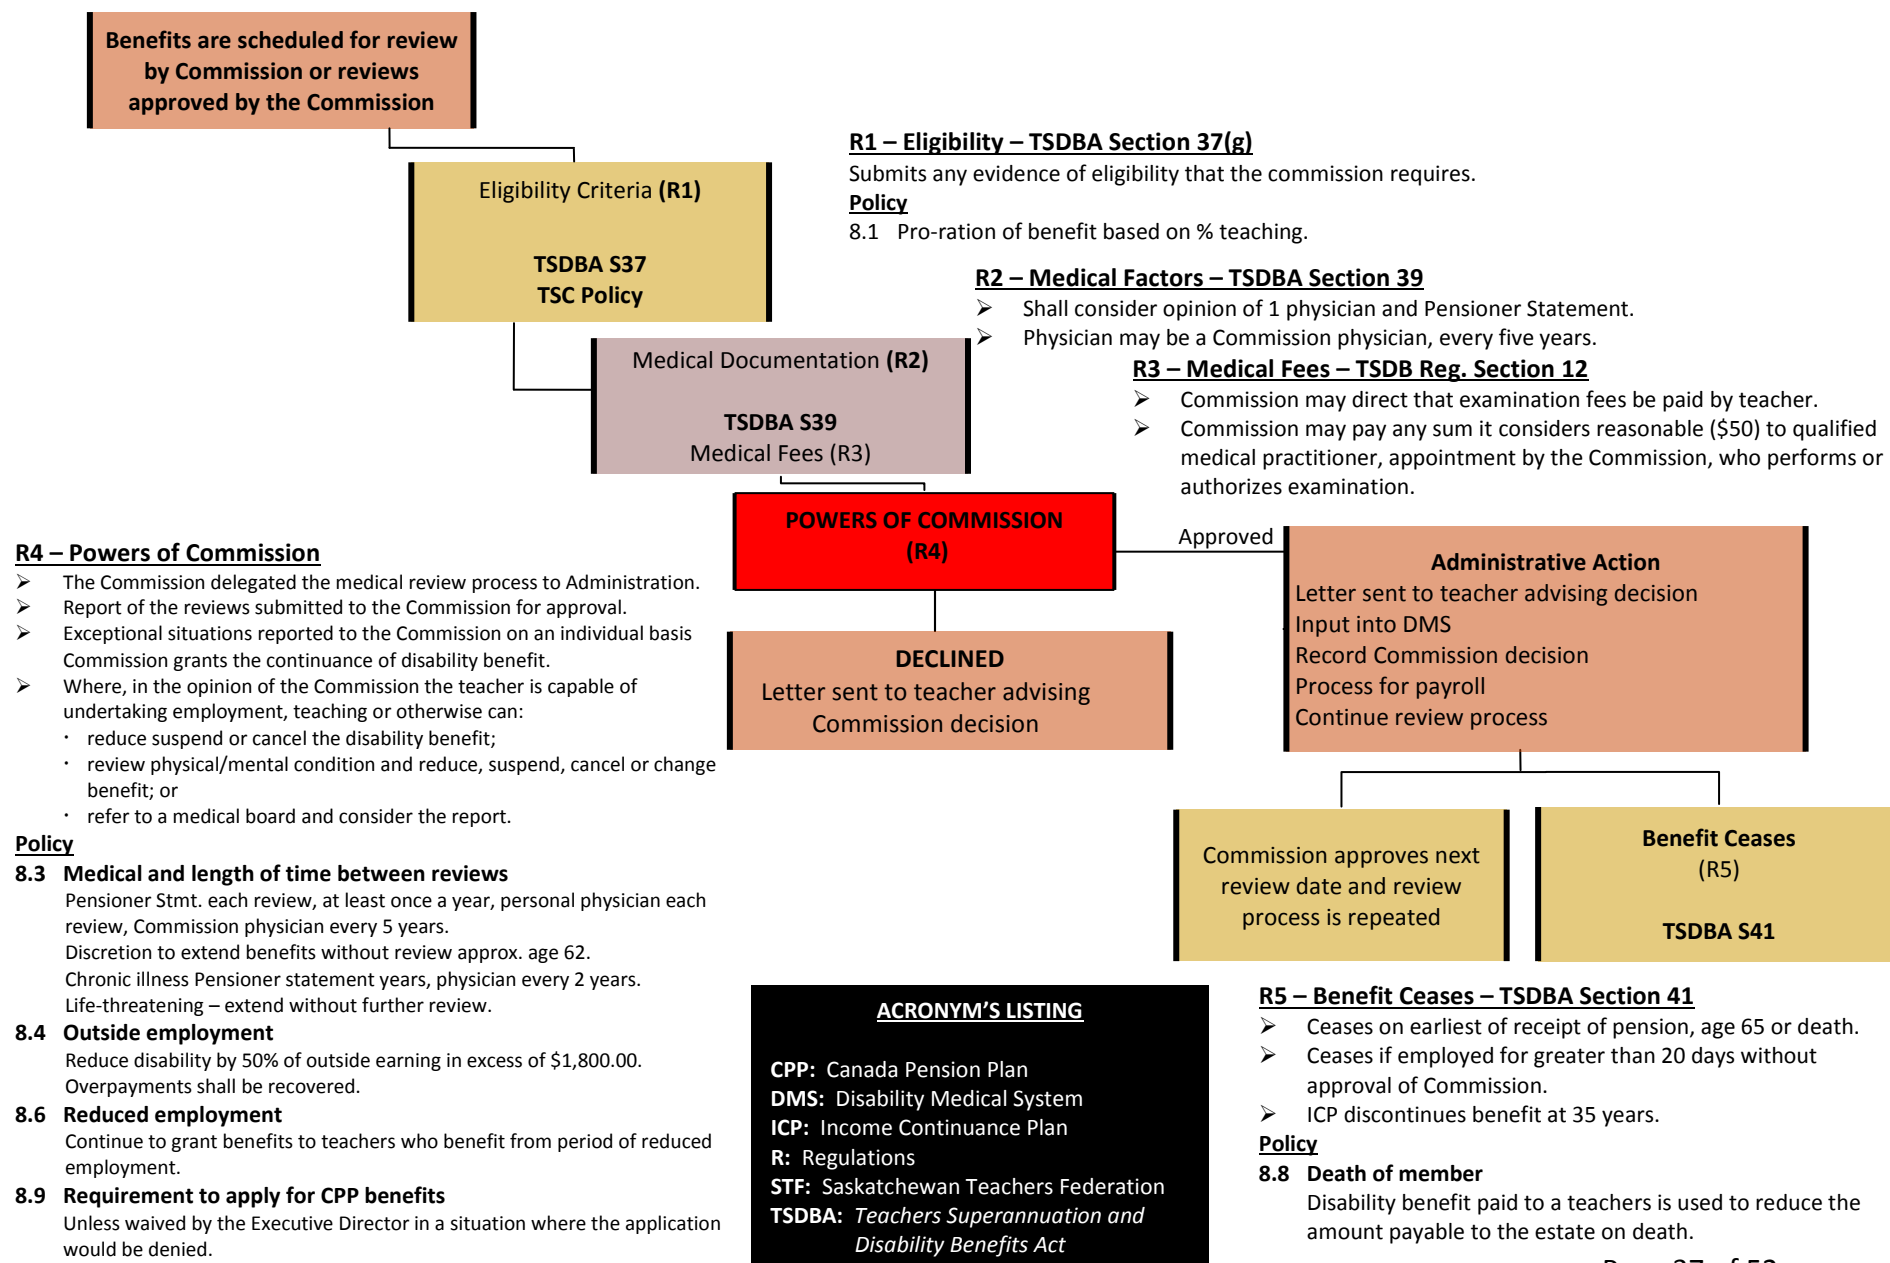 Benefits are scheduled for review
by Commission or reviews
approved by the Commission
Eligibility Criteria (R1)
TSDBA S37
TSC Policy
R1 – Eligibility – TSDBA Section 37(g)
Submits any evidence of eligibility that the commission requires.
Policy
8.1 Pro-ration of benefit based on % teaching.
R2 – Medical Factors – TSDBA Section 39
➢ Shall consider opinion of 1 physician and Pensioner Statement.
➢ Physician may be a Commission physician, every five years.
Medical Documentation (R2)
TSDBA S39
Medical Fees (R3)
R3 – Medical Fees – TSDB Reg. Section 12
➢ Commission may direct that examination fees be paid by teacher.
➢ Commission may pay any sum it considers reasonable ($50) to qualified
medical practitioner, appointment by the Commission, who performs or
authorizes examination.
POWERS OF COMMISSION
(R4)
Approved
Administrative Action
Letter sent to teacher advising decision
Input into DMS
Record Commission decision
Process for payroll
Continue review process
DECLINED
Letter sent to teacher advising
Commission decision
R4 – Powers of Commission
➢ The Commission delegated the medical review process to Administration.
➢ Report of the reviews submitted to the Commission for approval.
➢ Exceptional situations reported to the Commission on an individual basis
Commission grants the continuance of disability benefit.
➢ Where, in the opinion of the Commission the teacher is capable of
undertaking employment, teaching or otherwise can:
· reduce suspend or cancel the disability benefit;
· review physical/mental condition and reduce, suspend, cancel or change
benefit; or
· refer to a medical board and consider the report.
Policy
8.3 Medical and length of time between reviews
Pensioner Stmt. each review, at least once a year, personal physician each
review, Commission physician every 5 years.
Discretion to extend benefits without review approx. age 62.
Chronic illness Pensioner statement years, physician every 2 years.
Life-threatening – extend without further review.
8.4 Outside employment
Reduce disability by 50% of outside earning in excess of $1,800.00.
Overpayments shall be recovered.
8.6 Reduced employment
Continue to grant benefits to teachers who benefit from period of reduced
employment.
8.9 Requirement to apply for CPP benefits
Unless waived by the Executive Director in a situation where the application
would be denied.
Commission approves next
review date and review
process is repeated
Benefit Ceases
(R5)
TSDBA S41
ACRONYM'S LISTING
CPP: Canada Pension Plan
DMS: Disability Medical System
ICP: Income Continuance Plan
R: Regulations
STF: Saskatchewan Teachers Federation
TSDBA: Teachers Superannuation and
Disability Benefits Act
R5 – Benefit Ceases – TSDBA Section 41
➢ Ceases on earliest of receipt of pension, age 65 or death.
➢ Ceases if employed for greater than 20 days without
approval of Commission.
➢ ICP discontinues benefit at 35 years.
Policy
8.8 Death of member
Disability benefit paid to a teachers is used to reduce the
amount payable to the estate on death.